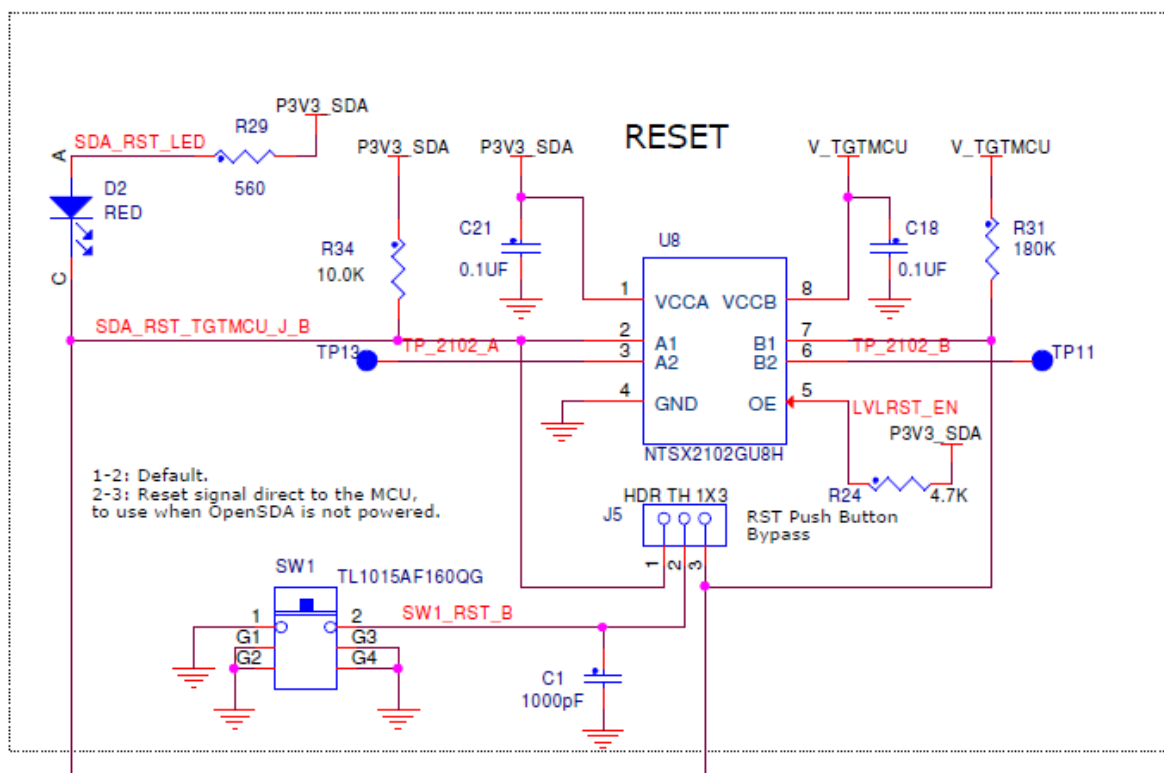 RESET
P3V3_SDA
R29
SDA_RST_LED
560
A
D2
RED
C
P3V3_SDA
R34
10.0K
P3V3_SDA
C21
0.1UF
V_TGTMCU
C18
0.1UF
V_TGTMCU
R31
180K
U8
1 VCCA VCCB 8
SDA_RST_TGTMCU_J_B
2 A1 B1 7
TP13 TP_2102_A 3 A2 B2 6 TP_2102_B TP11
4 GND OE 5
LVLRST_EN
P3V3_SDA
NTSX2102GU8H
R24 4.7K
1-2: Default.
2-3: Reset signal direct to the MCU,
to use when OpenSDA is not powered.
HDR TH 1X3
J5
RST Push Button
Bypass
1 2 3
SW1
TL1015AF160QG
1 2
SW1_RST_B
G1 G3
G2 G4
C1
1000pF